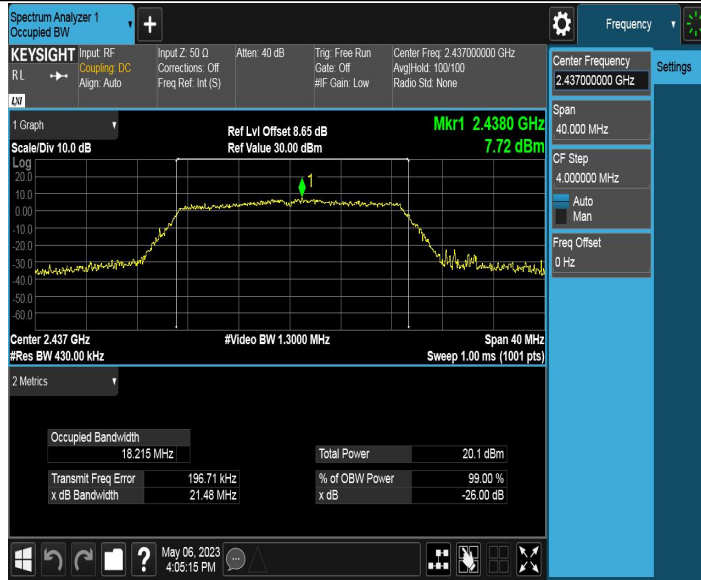 Spectrum Analyzer 1
Occupied BW
Frequency
KEYSIGHT
RL
LXI
Input: RF
Coupling: DC
Align: Auto
Input Z: 50 Ω
Corrections: Off
Freq Ref: Int (S)
Atten: 40 dB
Trig: Free Run
Gate: Off
#IF Gain: Low
Center Freq: 2.437000000 GHz
Avg|Hold: 100/100
Radio Std: None
Center Frequency
2.437000000 GHz
Settings
Span
40.000 MHz
CF Step
4.000000 MHz
Auto
Man
Freq Offset
0 Hz
1 Graph
Scale/Div 10.0 dB
Ref Lvl Offset 8.65 dB
Ref Value 30.00 dBm
Mkr1 2.4380 GHz
7.72 dBm
Log
20.0
10.0
0.00
-10.0
-20.0
-30.0
-40.0
-50.0
-60.0
1
Center 2.437 GHz
#Res BW 430.00 kHz
#Video BW 1.3000 MHz
Span 40 MHz
Sweep 1.00 ms (1001 pts)
2 Metrics
Occupied Bandwidth
18.215 MHz
Total Power 20.1 dBm
Transmit Freq Error 196.71 kHz
% of OBW Power 99.00 %
x dB Bandwidth 21.48 MHz
x dB -26.00 dB
?
May 06, 2023
4:05:15 PM